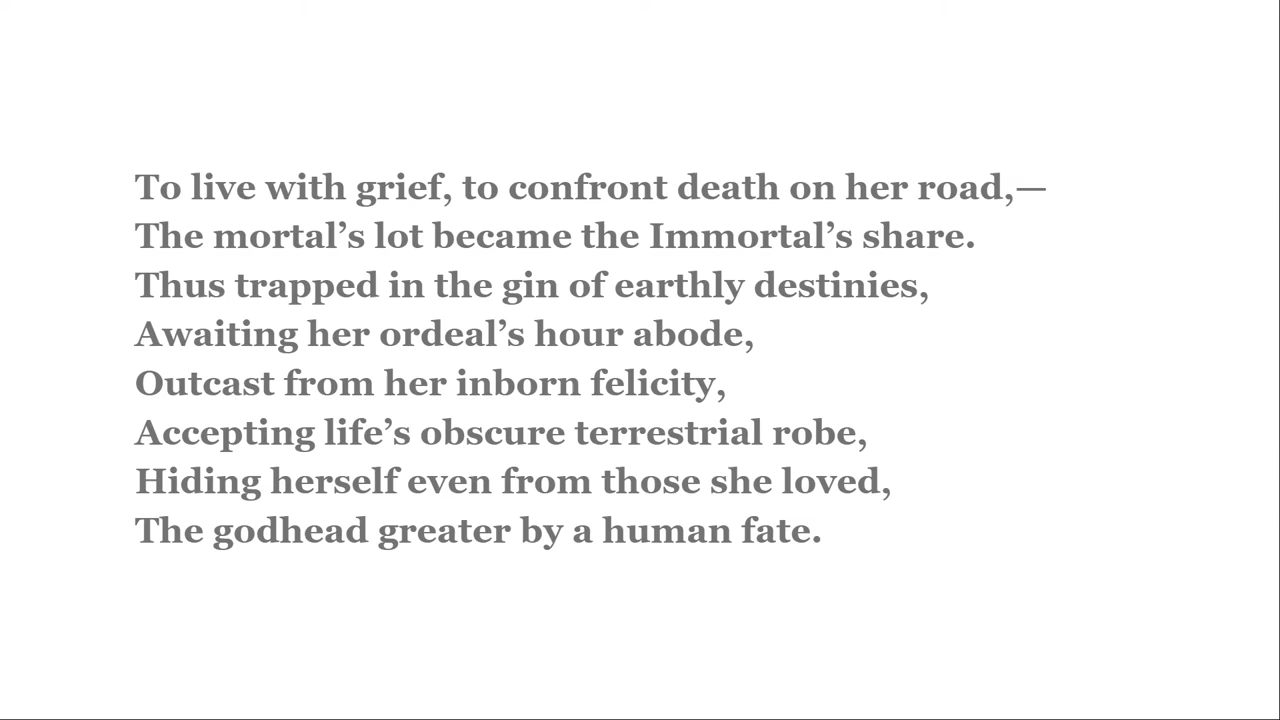 To live with grief, to confront death on her road,—
The mortal’s lot became the Immortal’s share.
Thus trapped in the gin of earthly destinies,
Awaiting her ordeal’s hour abode,
Outcast from her inborn felicity,
Accepting life’s obscure terrestrial robe,
Hiding herself even from those she loved,
The godhead greater by a human fate.